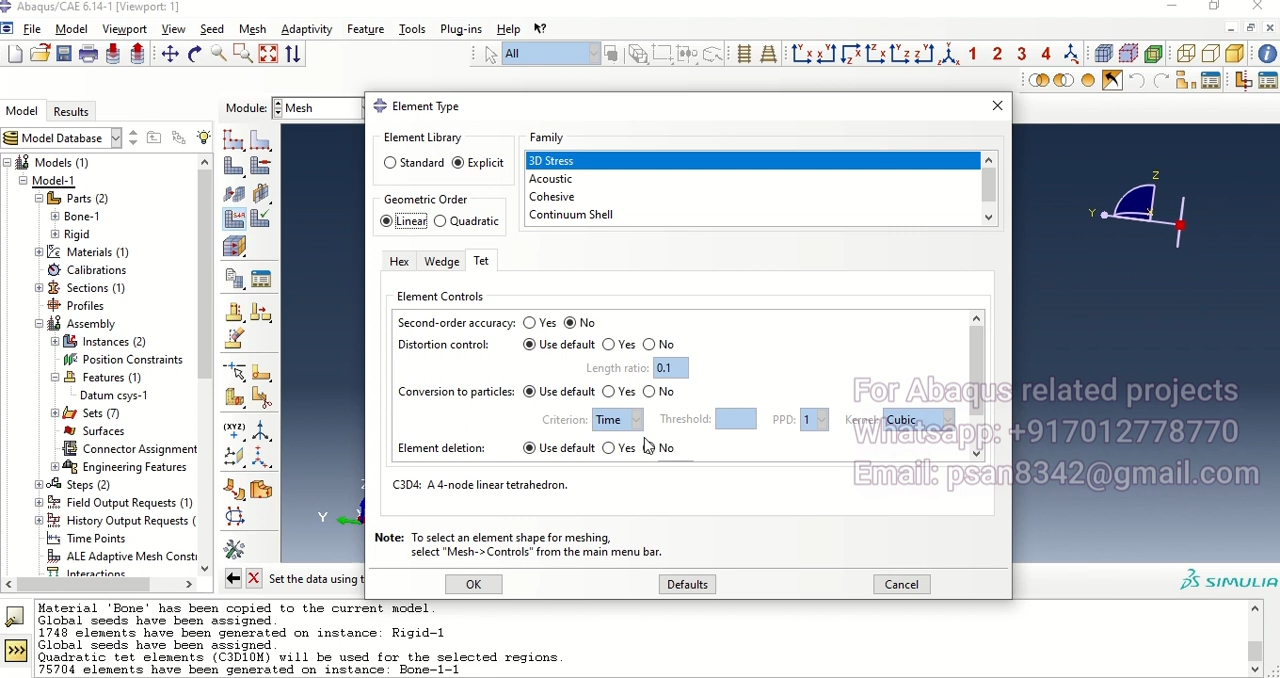 Abaqus/CAE 6.14-1 [Viewport: 1]
File Model Viewport View Seed Mesh Adaptivity Feature Tools Plug-ins Help
All
1 2 3 4
Model Results
Module: Mesh
Model Database
Models (1)
Model-1
Parts (2)
Bone-1
Rigid
Materials (1)
Calibrations
Sections (1)
Profiles
Assembly
Instances (2)
Position Constraints
Features (1)
Datum csys-1
Sets (7)
Surfaces
Connector Assignment
Engineering Features
Steps (2)
Field Output Requests (1)
History Output Requests (
Time Points
ALE Adaptive Mesh Const
Interactions
Element Type
Element Library
Standard Explicit
Geometric Order
Linear Quadratic
Family
3D Stress
Acoustic
Cohesive
Continuum Shell
Hex Wedge Tet
Element Controls
Second-order accuracy: Yes No
Distortion control: Use default Yes No
Length ratio: 0.1
Conversion to particles: Use default Yes No
Criterion: Time Threshold: PPD: 1 Kernel: Cubic
Element deletion: Use default Yes No
C3D4: A 4-node linear tetrahedron.
Note: To select an element shape for meshing,
select "Mesh->Controls" from the main menu bar.
OK Defaults Cancel
For Abaqus related projects
Whatsapp: +917012778770
Email: psan8342@gmail.com
Z
Y
X
Y
Set the data using t
SIMULIA
Material 'Bone' has been copied to the current model.
Global seeds have been assigned.
1748 elements have been generated on instance: Rigid-1
Global seeds have been assigned.
Quadratic tet elements (C3D10M) will be used for the selected regions.
75704 elements have been generated on instance: Bone-1-1